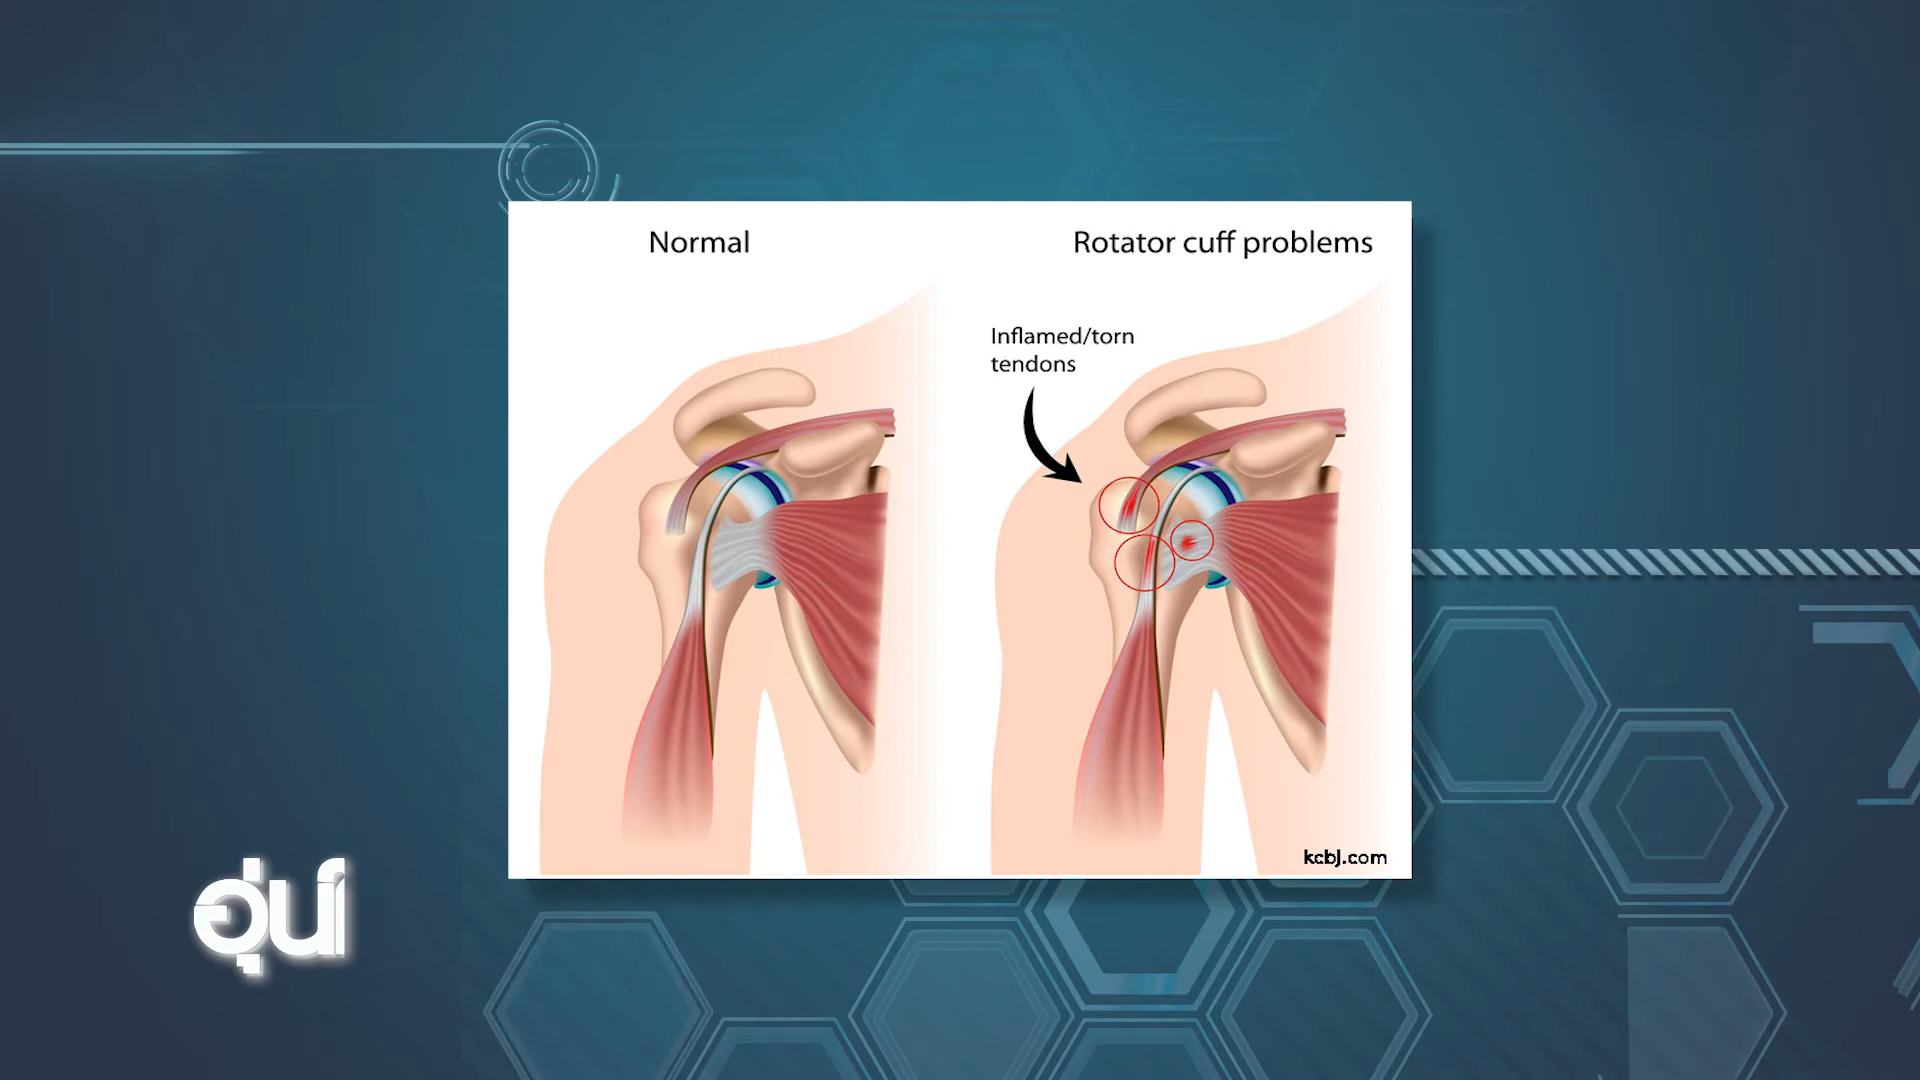 Normal
Rotator cuff problems
Inflamed/torn
tendons
kcbj.com